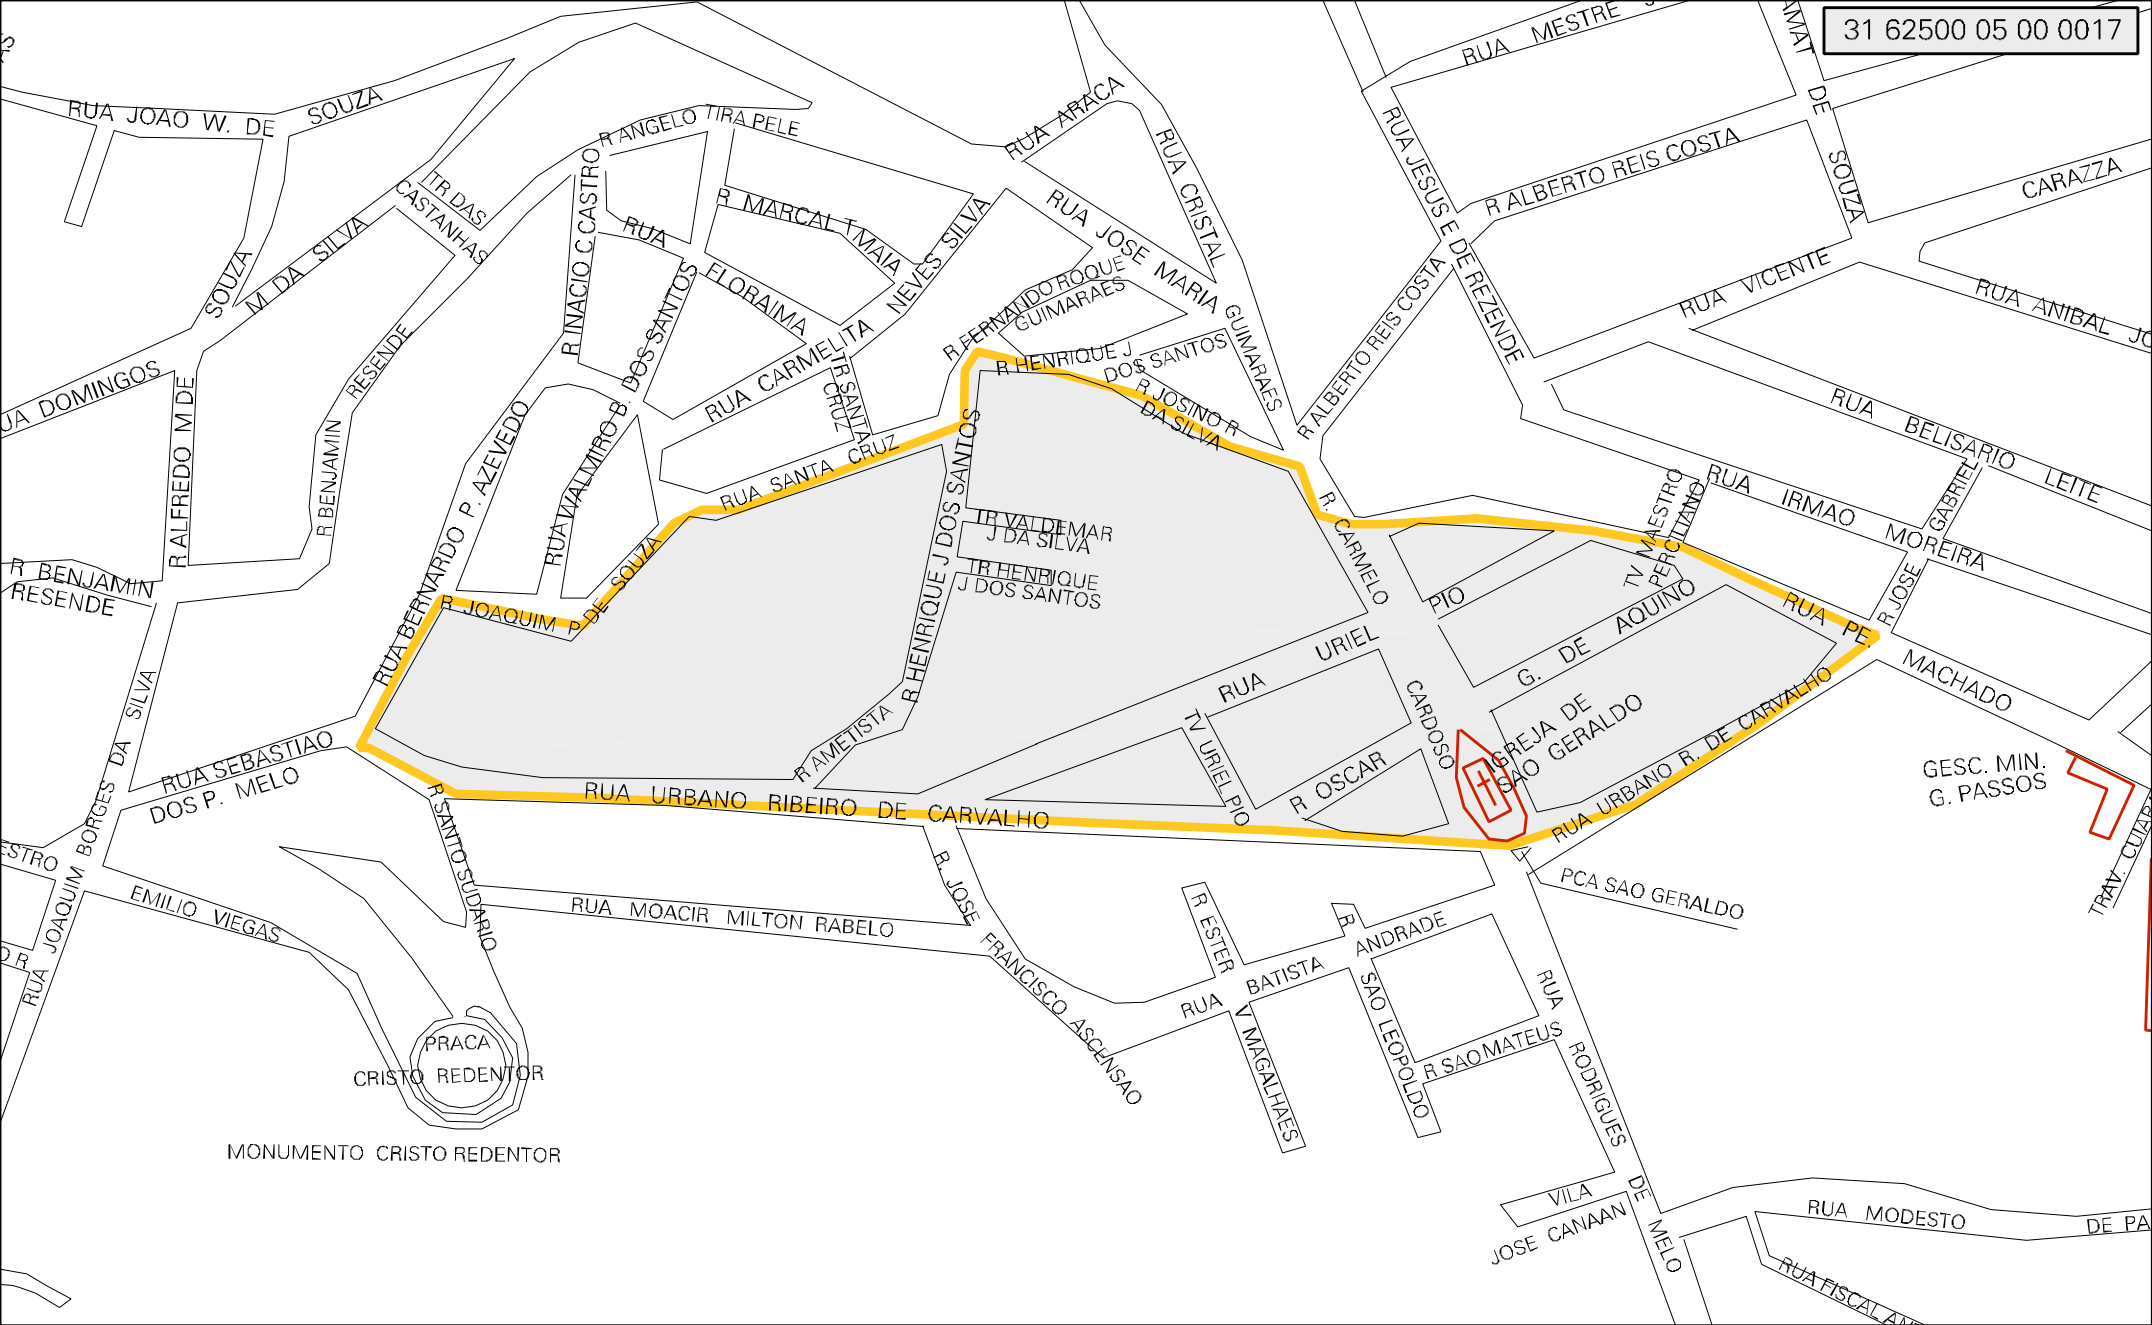 31 62500 05 00 0017
RUA MESTRE
DE
SOUZA
RUA JOAO W. DE SOUZA
R ANGELO TIRA PELE
RUA ARACA
RUA CRISTAL
RUA JESUS E DE REZENDE
R ALBERTO REIS COSTA
CARAZZA
TR DAS
CASTANHAS
R INACIO C CASTRO
R MARCAL T MAIA
RUA FLORAIMA
NEVES SILVA
RUA JOSE MARIA GUIMARAES
SOUZA
M DA SILVA
R FERNANDO ROQUE
GUIMARAES
R ALBERTO REIS COSTA
RUA VICENTE
RUA ANIBAL
RUA CARMELITA
TR SANTA
CRUZ
R HENRIQUE J
DOS SANTOS
R JOSINO R
DA SILVA
DOMINGOS
R ALFREDO M DE
R BENJAMIN RESENDE
RUA WALMIRO B. DOS SANTOS
RUA BELISARIO LEITE
RUA SANTA CRUZ
RUA BERNARDO P. AZEVEDO
R HENRIQUE J DOS SANTOS
TR VALDEMAR
J DA SILVA
TR HENRIQUE
J DOS SANTOS
R. CARMELO CARDOSO
TV MAESTRO
PERCILIANO
RUA IRMAO MOREIRA
R JOSE GABRIEL
R BENJAMIN
RESENDE
R JOAQUIM P DE SOUZA
PIO
G. DE AQUINO
RUA PE. MACHADO
RUA URIEL
IGREJA DE
SAO GERALDO
R AMETISTA
TV URIEL PIO
R OSCAR
RUA SEBASTIAO
DOS P. MELO
RUA URBANO RIBEIRO DE CARVALHO
RUA URBANO R. DE CARVALHO
GESC. MIN.
G. PASSOS
RUA JOAQUIM BORGES DA SILVA
R SANTO SUDARIO
EMILIO VIEGAS
RUA MOACIR MILTON RABELO
R. JOSE FRANCISCO ASCENSAO
R ESTER V MAGALHAES
RUA BATISTA ANDRADE
R SAO LEOPOLDO
PCA SAO GERALDO
R SAO MATEUS
RUA RODRIGUES DE MELO
PRACA
CRISTO REDENTOR
MONUMENTO CRISTO REDENTOR
VILA
JOSE CANAAN
RUA MODESTO DE
RUA FISCAL
TRAV.